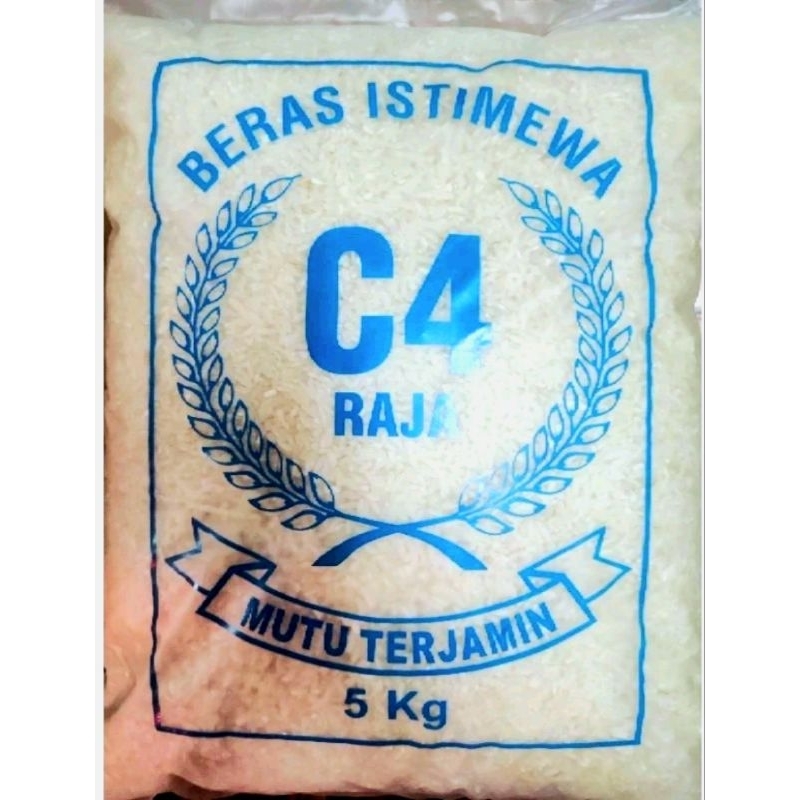 BERAS ISTIMEWA
C4
RAJA
MUTU TERJAMIN
5 Kg